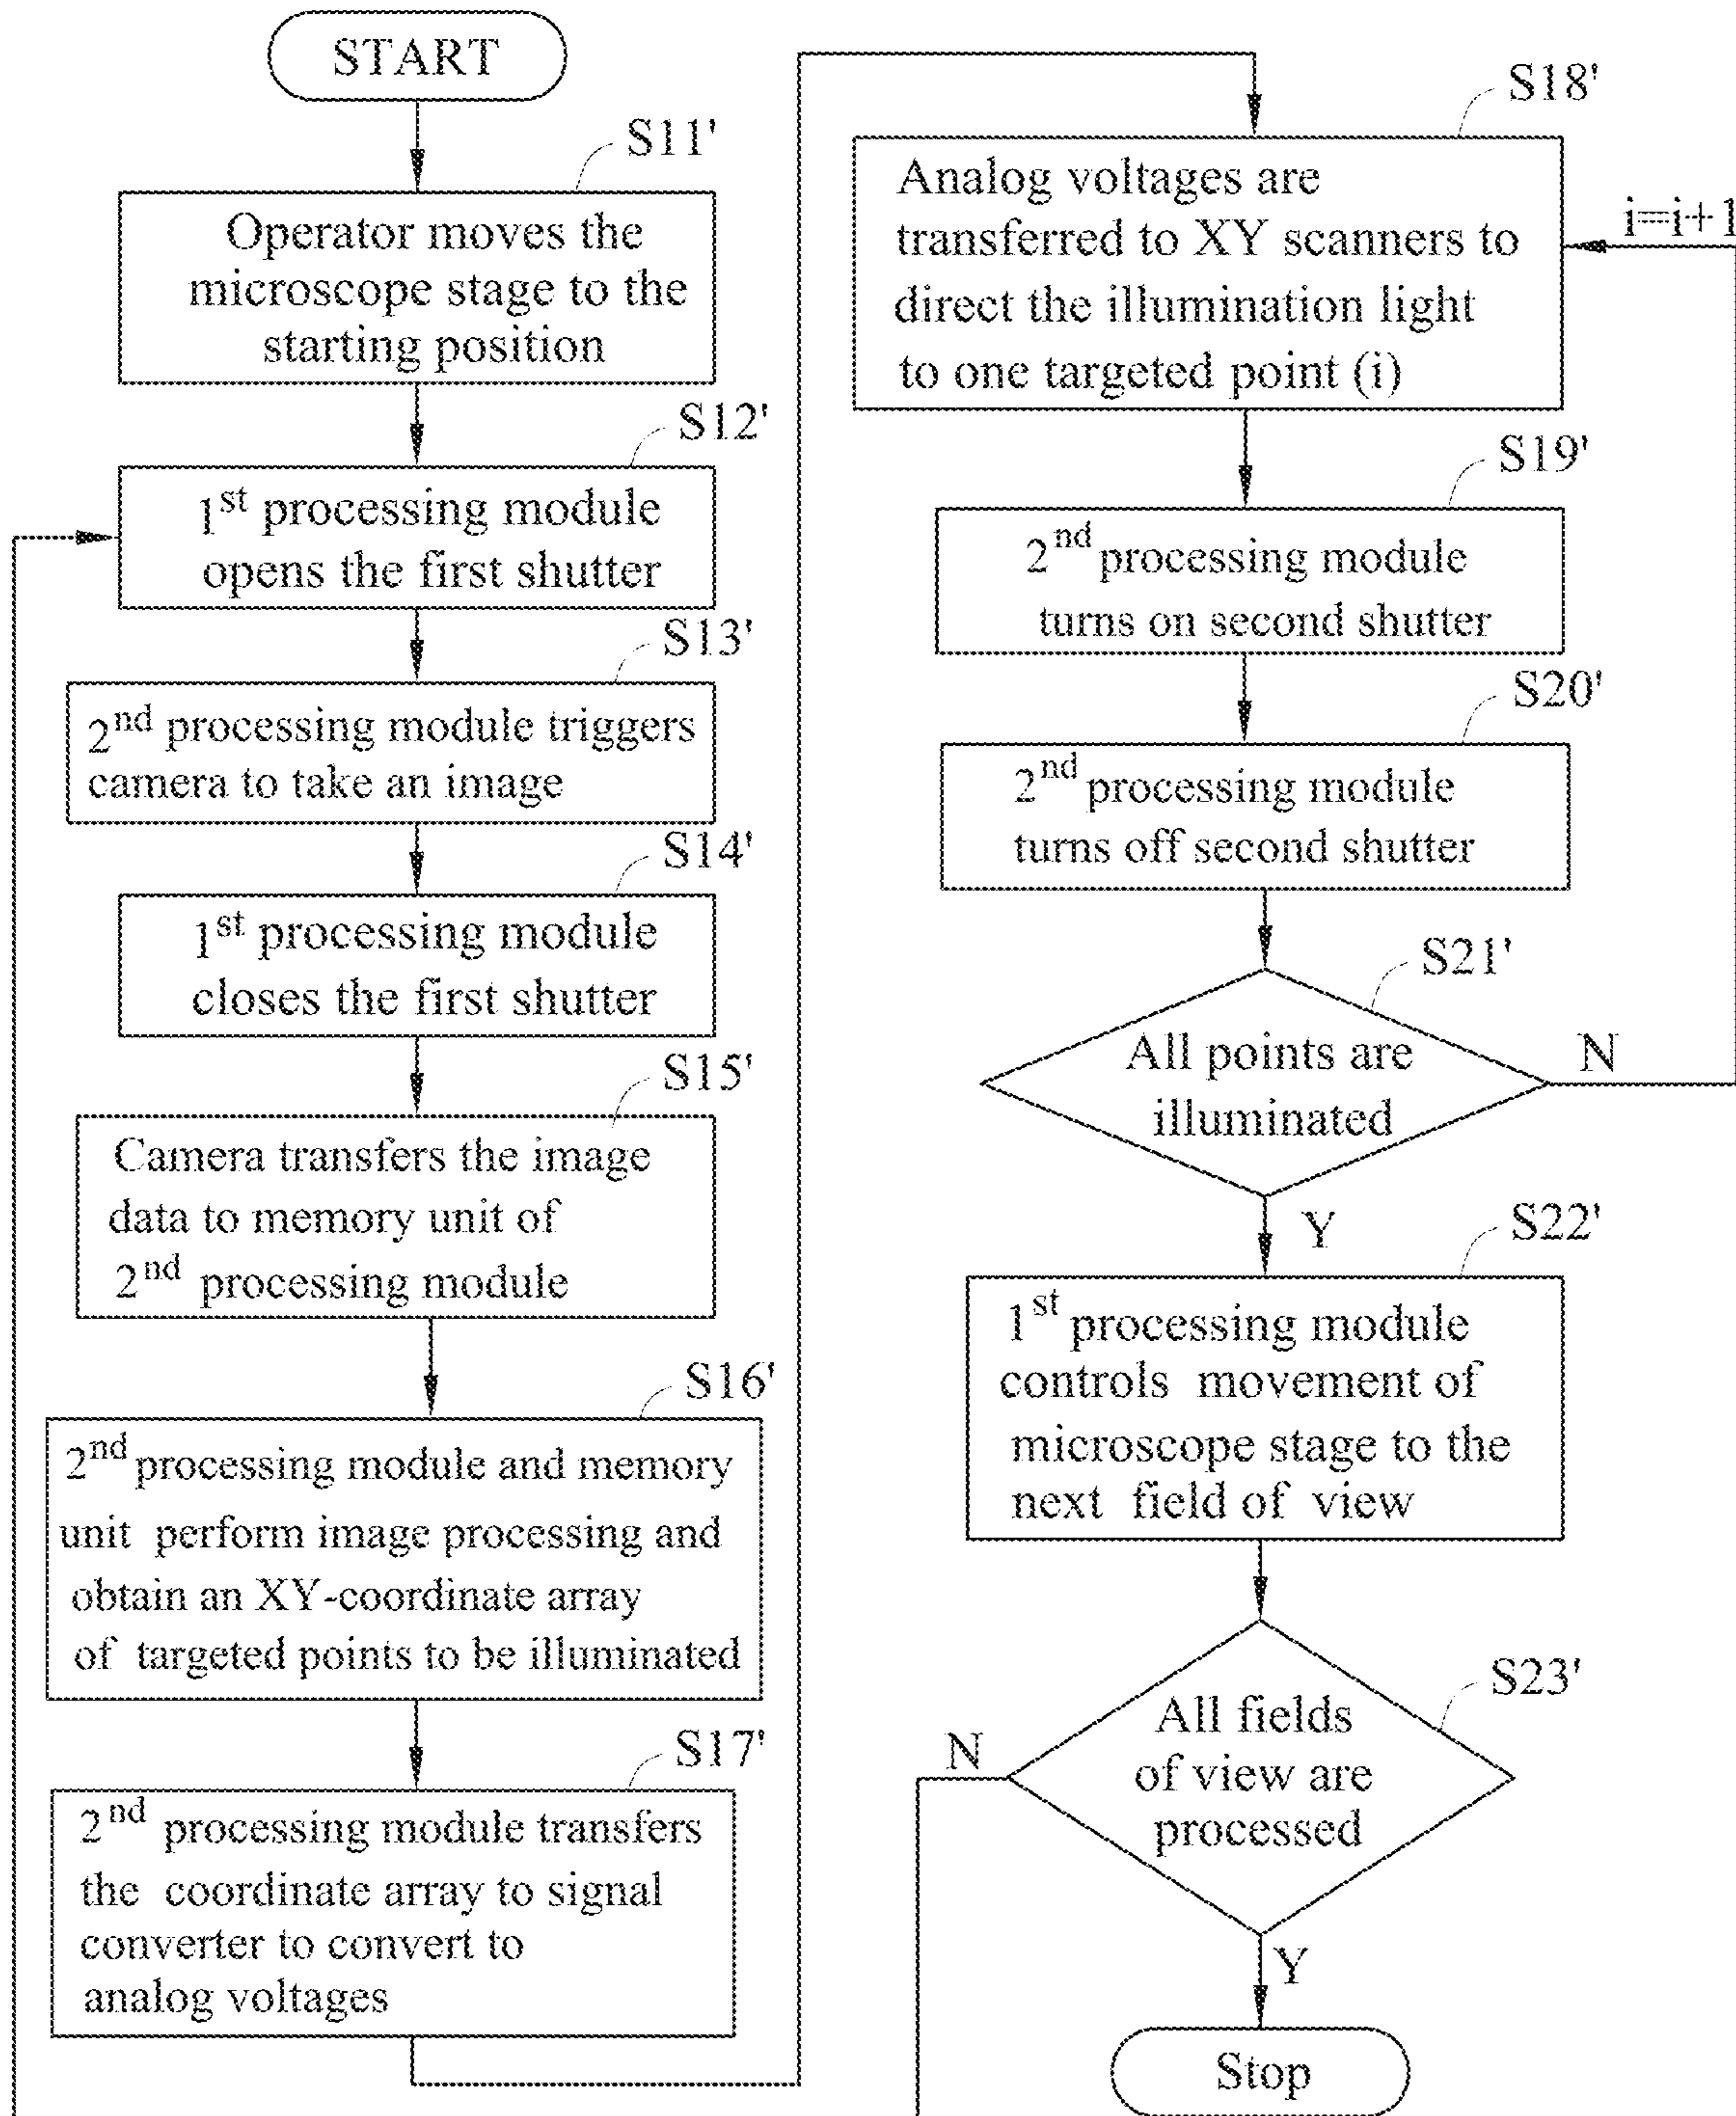 START
S11'
Operator moves the
microscope stage to the
starting position
S12'
1st processing module
opens the first shutter
S13'
2nd processing module triggers
camera to take an image
S14'
1st processing module
closes the first shutter
S15'
Camera transfers the image
data to memory unit of
2nd processing module
S16'
2nd processing module and memory
unit perform image processing and
obtain an XY-coordinate array
of targeted points to be illuminated
S17'
2nd processing module transfers
the coordinate array to signal
converter to convert to
analog voltages
S18'
Analog voltages are
transferred to XY scanners to
direct the illumination light
to one targeted point (i)
i=i+1
S19'
2nd processing module
turns on second shutter
S20'
2nd processing module
turns off second shutter
S21'
All points are
illuminated
N
Y
S22'
1st processing module
controls movement of
microscope stage to the
next field of view
S23'
All fields
of view are
processed
N
Y
Stop